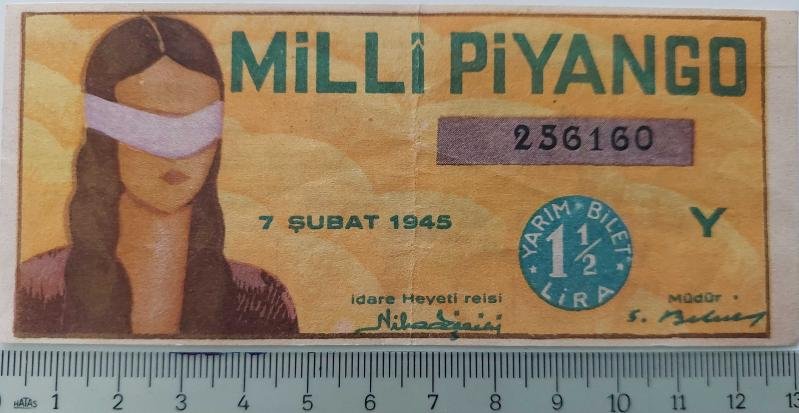 MİLLÎ PİYANGO
256160
7 ŞUBAT 1945
YARIM BİLET
1 1/2
LİRA
Y
İdare Heyeti reisi
Müdür
HATAS 1 2 3 4 5 6 7 8 9 10 11 12 13